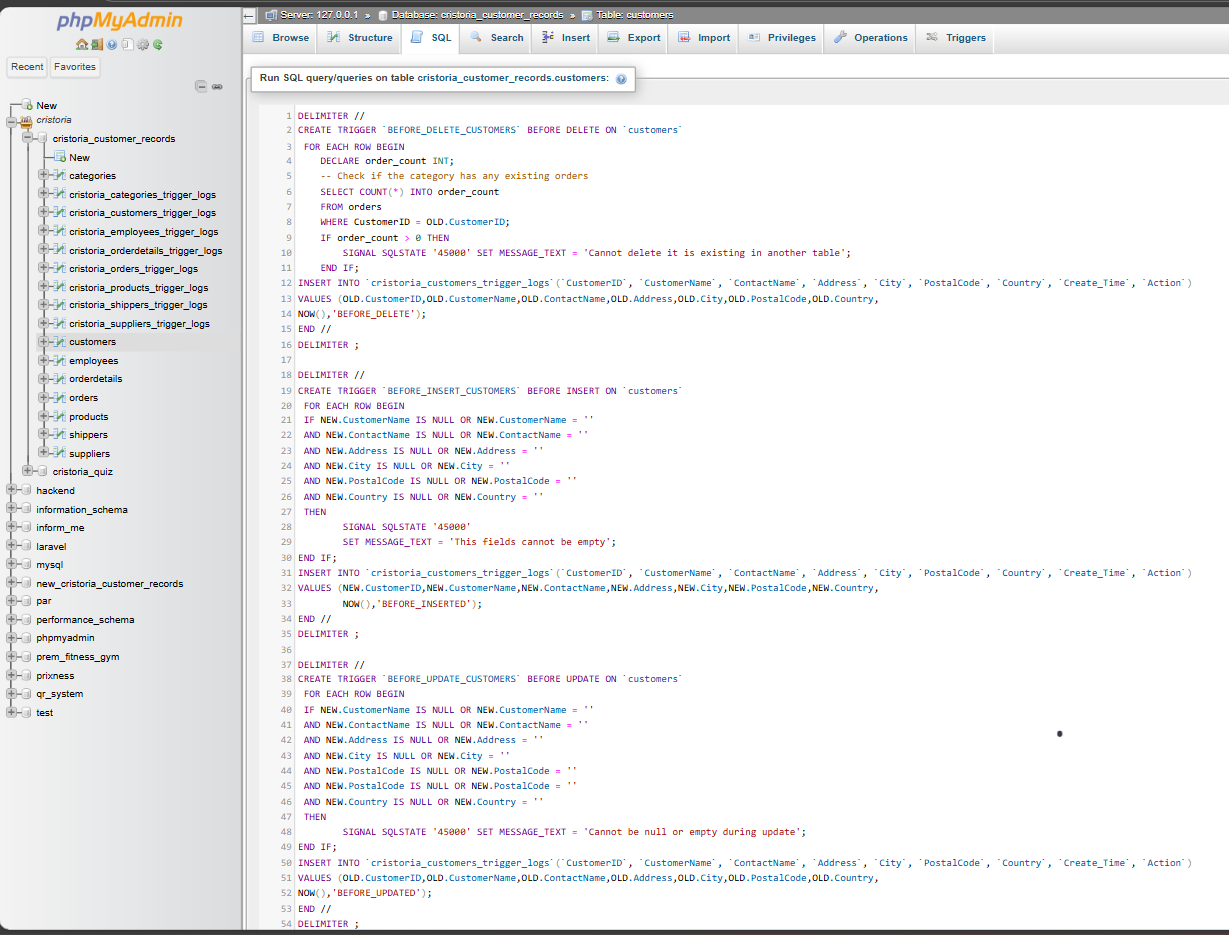 phpMyAdmin
Recent Favorites
New
cristoria
cristoria_customer_records
New
categories
cristoria_categories_trigger_logs
cristoria_customers_trigger_logs
cristoria_employees_trigger_logs
cristoria_orderdetails_trigger_logs
cristoria_orders_trigger_logs
cristoria_products_trigger_logs
cristoria_shippers_trigger_logs
cristoria_suppliers_trigger_logs
customers
employees
orderdetails
orders
products
shippers
suppliers
cristoria_quiz
hackend
information_schema
inform_me
laravel
mysql
new_cristoria_customer_records
par
performance_schema
phpmyadmin
prem_fitness_gym
prixness
qr_system
test
Server: 127.0.0.1 » Database: cristoria_customer_records » Table: customers
Browse Structure SQL Search Insert Export Import Privileges Operations Triggers
Run SQL query/queries on table cristoria_customer_records.customers:
1 DELIMITER //
2 CREATE TRIGGER `BEFORE_DELETE_CUSTOMERS` BEFORE DELETE ON `customers`
3 FOR EACH ROW BEGIN
4 DECLARE order_count INT;
5 -- Check if the category has any existing orders
6 SELECT COUNT(*) INTO order_count
7 FROM orders
8 WHERE CustomerID = OLD.CustomerID;
9 IF order_count > 0 THEN
10 SIGNAL SQLSTATE '45000' SET MESSAGE_TEXT = 'Cannot delete it is existing in another table';
11 END IF;
12 INSERT INTO `cristoria_customers_trigger_logs`(`CustomerID`, `CustomerName`, `ContactName`, `Address`, `City`, `PostalCode`, `Country`, `Create_Time`, `Action`)
13 VALUES (OLD.CustomerID,OLD.CustomerName,OLD.ContactName,OLD.Address,OLD.City,OLD.PostalCode,OLD.Country,
14 NOW(),'BEFORE_DELETE');
15 END //
16 DELIMITER ;
17
18 DELIMITER //
19 CREATE TRIGGER `BEFORE_INSERT_CUSTOMERS` BEFORE INSERT ON `customers`
20 FOR EACH ROW BEGIN
21 IF NEW.CustomerName IS NULL OR NEW.CustomerName = ''
22 AND NEW.ContactName IS NULL OR NEW.ContactName = ''
23 AND NEW.Address IS NULL OR NEW.Address = ''
24 AND NEW.City IS NULL OR NEW.City = ''
25 AND NEW.PostalCode IS NULL OR NEW.PostalCode = ''
26 AND NEW.Country IS NULL OR NEW.Country = ''
27 THEN
28 SIGNAL SQLSTATE '45000'
29 SET MESSAGE_TEXT = 'This fields cannot be empty';
30 END IF;
31 INSERT INTO `cristoria_customers_trigger_logs`(`CustomerID`, `CustomerName`, `ContactName`, `Address`, `City`, `PostalCode`, `Country`, `Create_Time`, `Action`)
32 VALUES (NEW.CustomerID,NEW.CustomerName,NEW.ContactName,NEW.Address,NEW.City,NEW.PostalCode,NEW.Country,
33 NOW(),'BEFORE_INSERTED');
34 END //
35 DELIMITER ;
36
37 DELIMITER //
38 CREATE TRIGGER `BEFORE_UPDATE_CUSTOMERS` BEFORE UPDATE ON `customers`
39 FOR EACH ROW BEGIN
40 IF NEW.CustomerName IS NULL OR NEW.CustomerName = ''
41 AND NEW.ContactName IS NULL OR NEW.ContactName = ''
42 AND NEW.Address IS NULL OR NEW.Address = ''
43 AND NEW.City IS NULL OR NEW.City = ''
44 AND NEW.PostalCode IS NULL OR NEW.PostalCode = ''
45 AND NEW.PostalCode IS NULL OR NEW.PostalCode = ''
46 AND NEW.Country IS NULL OR NEW.Country = ''
47 THEN
48 SIGNAL SQLSTATE '45000' SET MESSAGE_TEXT = 'Cannot be null or empty during update';
49 END IF;
50 INSERT INTO `cristoria_customers_trigger_logs`(`CustomerID`, `CustomerName`, `ContactName`, `Address`, `City`, `PostalCode`, `Country`, `Create_Time`, `Action`)
51 VALUES (OLD.CustomerID,OLD.CustomerName,OLD.ContactName,OLD.Address,OLD.City,OLD.PostalCode,OLD.Country,
52 NOW(),'BEFORE_UPDATED');
53 END //
54 DELIMITER ;